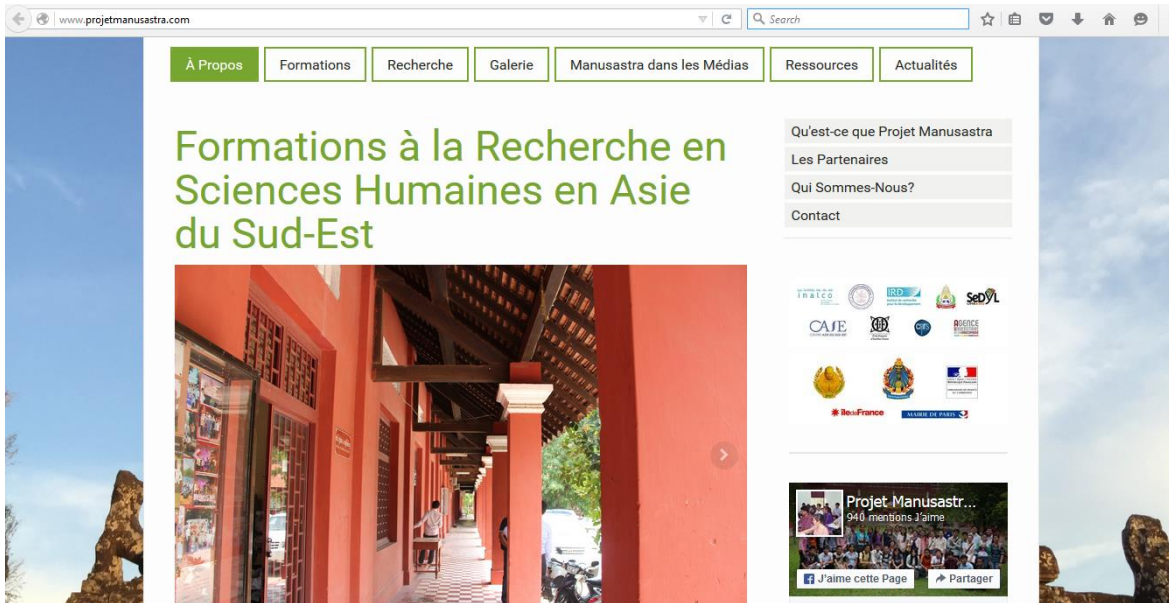 www.projetmanusastra.com
Search
À Propos
Formations
Recherche
Galerie
Manusastra dans les Médias
Ressources
Actualités
Formations à la Recherche en
Sciences Humaines en Asie
du Sud-Est
Qu'est-ce que Projet Manusastra
Les Partenaires
Qui Sommes-Nous?
Contact
inalco
IRD
SeDYL
CASE
cnrs
AGENCE
îledeFrance
MAIRIE DE PARIS
Projet Manusastr...
940 mentions J'aime
J'aime cette Page
Partager